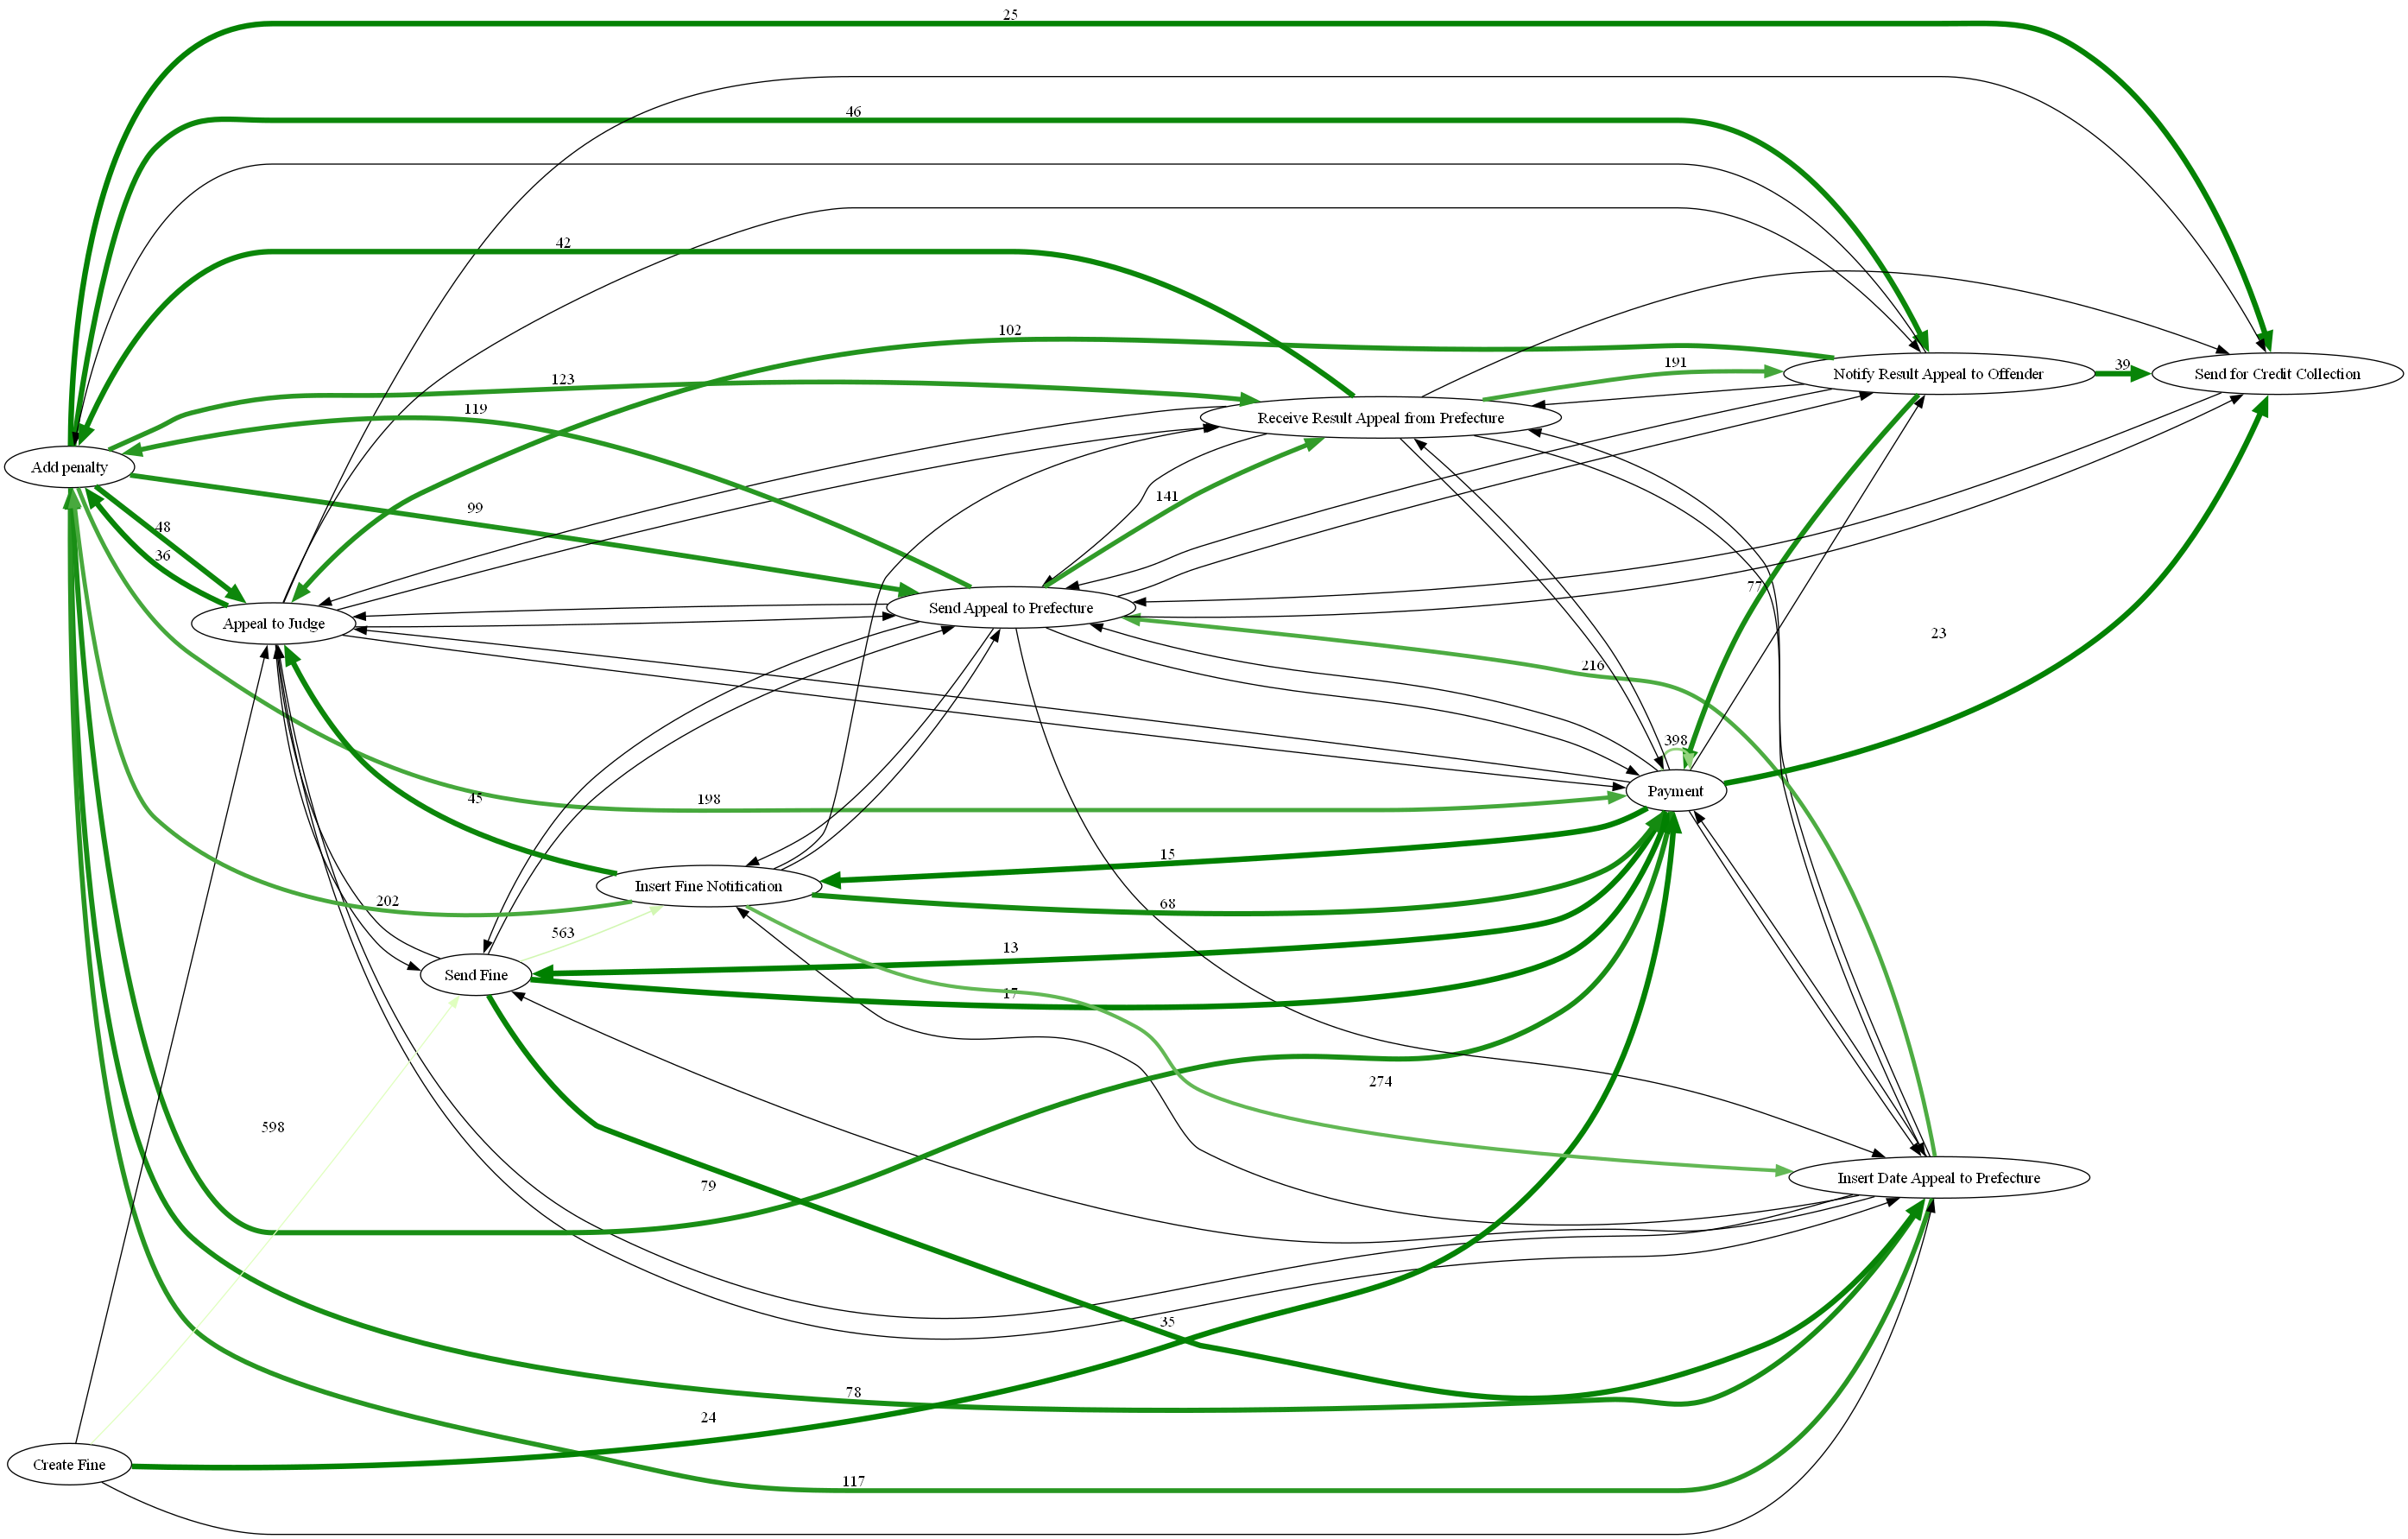 25
46
42
102
39
191
Notify Result Appeal to Offender
Send for Credit Collection
123
119
Receive Result Appeal from Prefecture
Add penalty
141
99
48
36
77
Send Appeal to Prefecture
Appeal to Judge
23
216
398
Payment
198
45
15
Insert Fine Notification
202
68
563
13
Send Fine
17
274
598
79
Insert Date Appeal to Prefecture
35
78
24
Create Fine
117